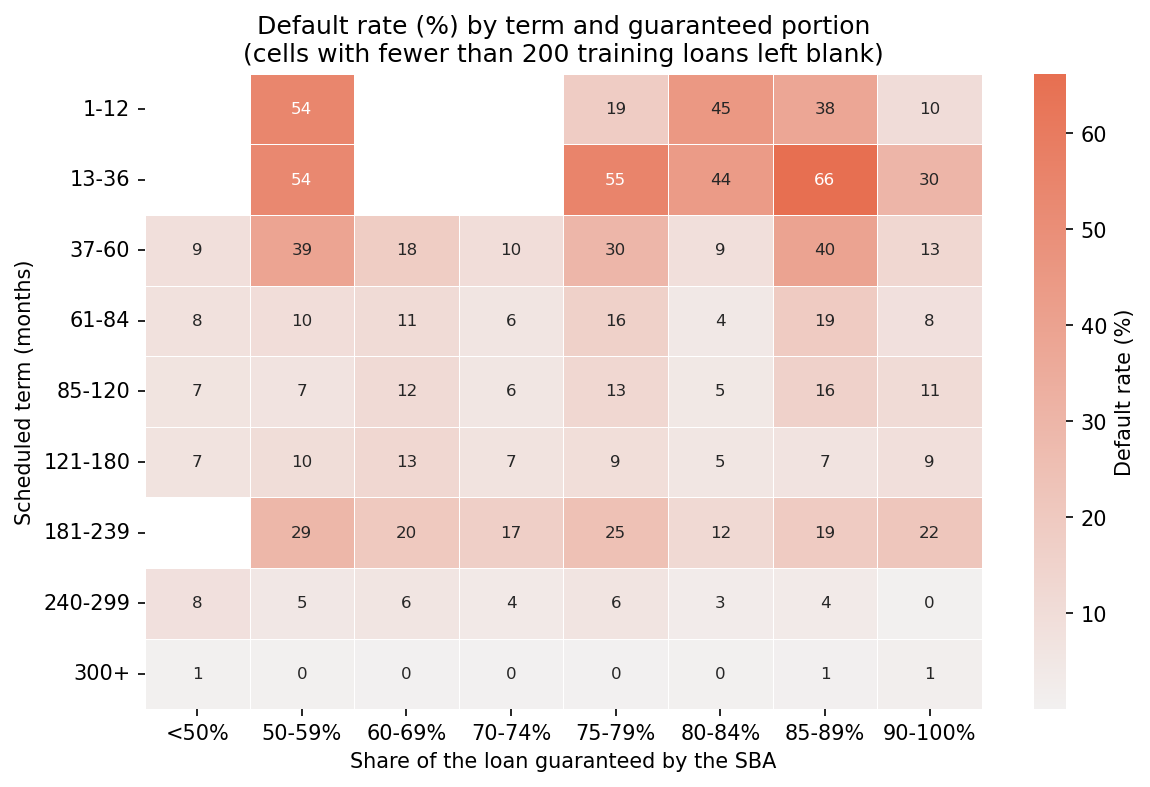 Default rate (%) by term and guaranteed portion
(cells with fewer than 200 training loans left blank)
1-12 54 19 45 38 10
13-36 54 55 44 66 30
37-60 9 39 18 10 30 9 40 13
61-84 8 10 11 6 16 4 19 8
85-120 7 7 12 6 13 5 16 11
121-180 7 10 13 7 9 5 7 9
181-239 29 20 17 25 12 19 22
240-299 8 5 6 4 6 3 4 0
300+ 1 0 0 0 0 0 1 1
<50% 50-59% 60-69% 70-74% 75-79% 80-84% 85-89% 90-100%
Share of the loan guaranteed by the SBA
Scheduled term (months)
60
50
40
30
20
10
Default rate (%)